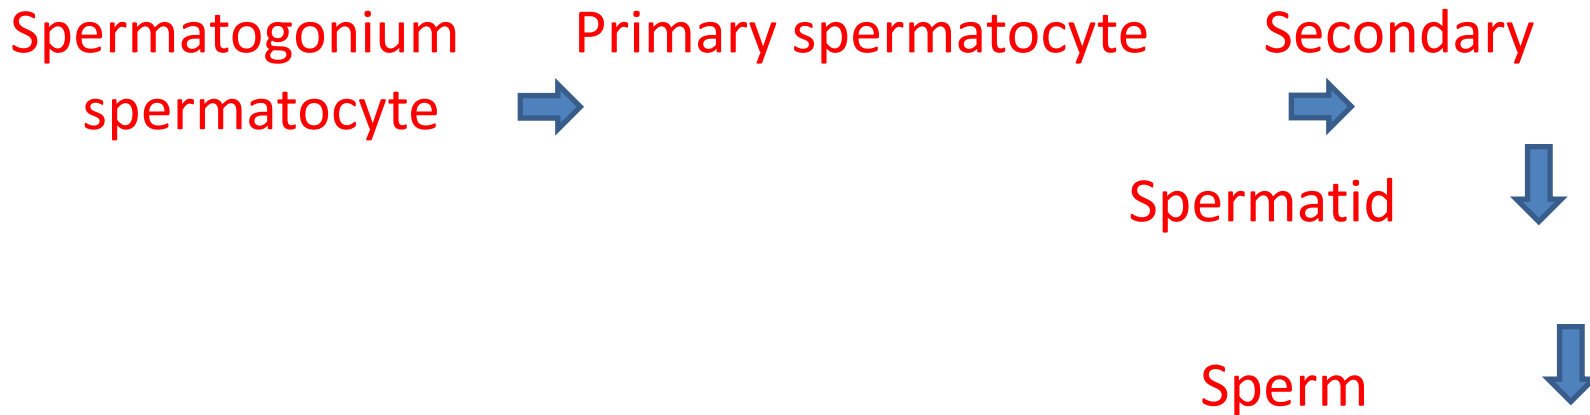 Spermatogonium Primary spermatocyte Secondary
spermatocyte
Spermatid
Sperm